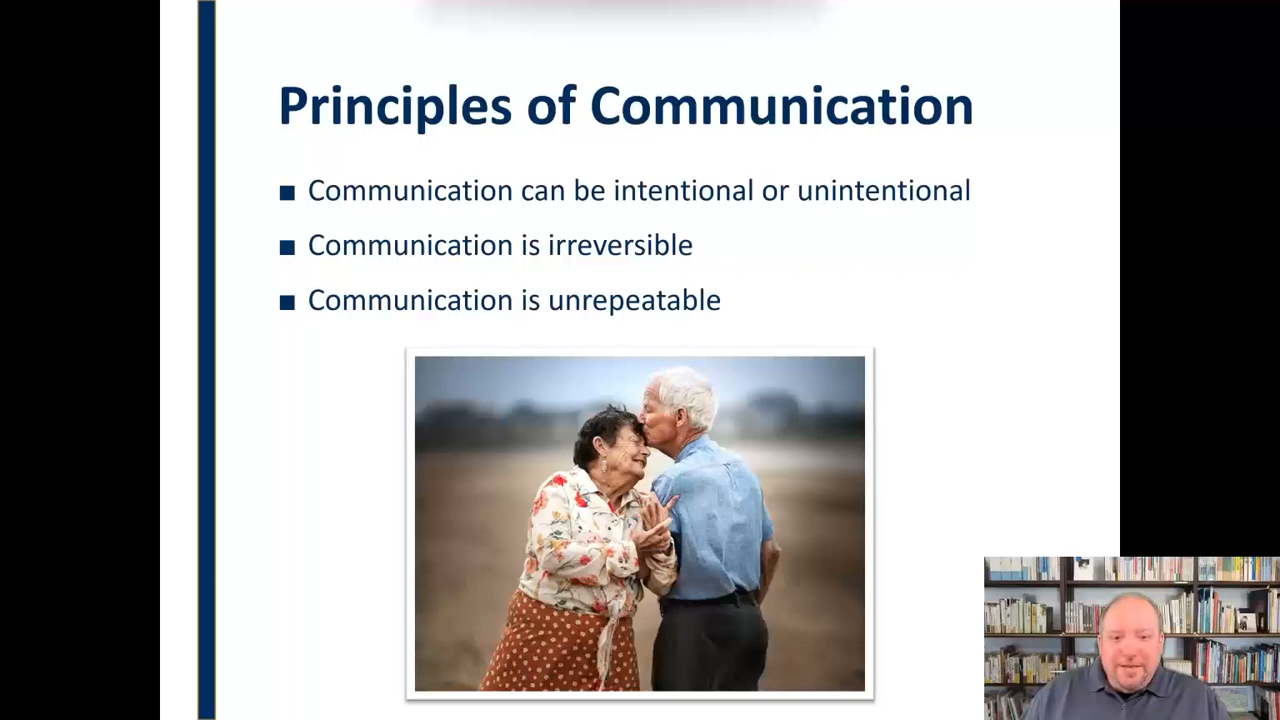 Principles of Communication
■ Communication can be intentional or unintentional
■ Communication is irreversible
■ Communication is unrepeatable